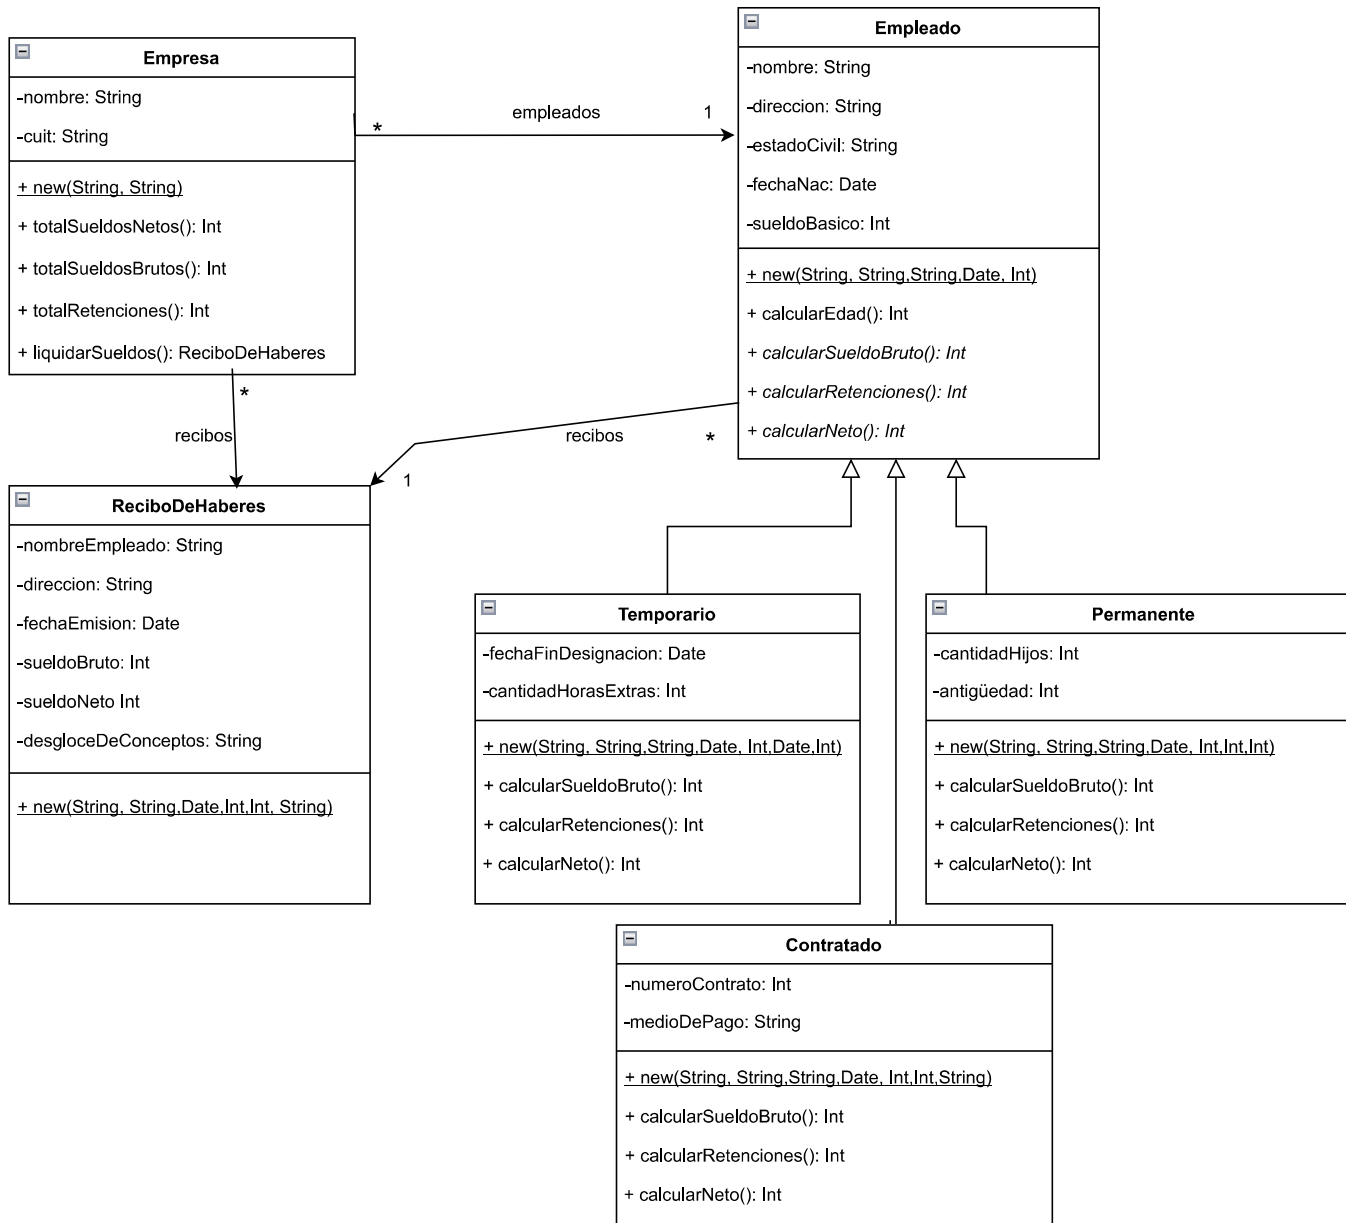 Empresa
-nombre: String
-cuit: String
+ new(String, String)
+ totalSueldosNetos(): Int
+ totalSueldosBrutos(): Int
+ totalRetenciones(): Int
+ liquidarSueldos(): ReciboDeHaberes
*
empleados
1
Empleado
-nombre: String
-direccion: String
-estadoCivil: String
-fechaNac: Date
-sueldoBasico: Int
+ new(String, String,String,Date, Int)
+ calcularEdad(): Int
+ calcularSueldoBruto(): Int
+ calcularRetenciones(): Int
+ calcularNeto(): Int
*
recibos
recibos
*
1
ReciboDeHaberes
-nombreEmpleado: String
-direccion: String
-fechaEmision: Date
-sueldoBruto: Int
-sueldoNeto Int
-desgloceDeConceptos: String
+ new(String, String,Date,Int,Int, String)
Temporario
-fechaFinDesignacion: Date
-cantidadHorasExtras: Int
+ new(String, String,String,Date, Int,Date,Int)
+ calcularSueldoBruto(): Int
+ calcularRetenciones(): Int
+ calcularNeto(): Int
Permanente
-cantidadHijos: Int
-antigüedad: Int
+ new(String, String,String,Date, Int,Int,Int)
+ calcularSueldoBruto(): Int
+ calcularRetenciones(): Int
+ calcularNeto(): Int
Contratado
-numeroContrato: Int
-medioDePago: String
+ new(String, String,String,Date, Int,Int,String)
+ calcularSueldoBruto(): Int
+ calcularRetenciones(): Int
+ calcularNeto(): Int